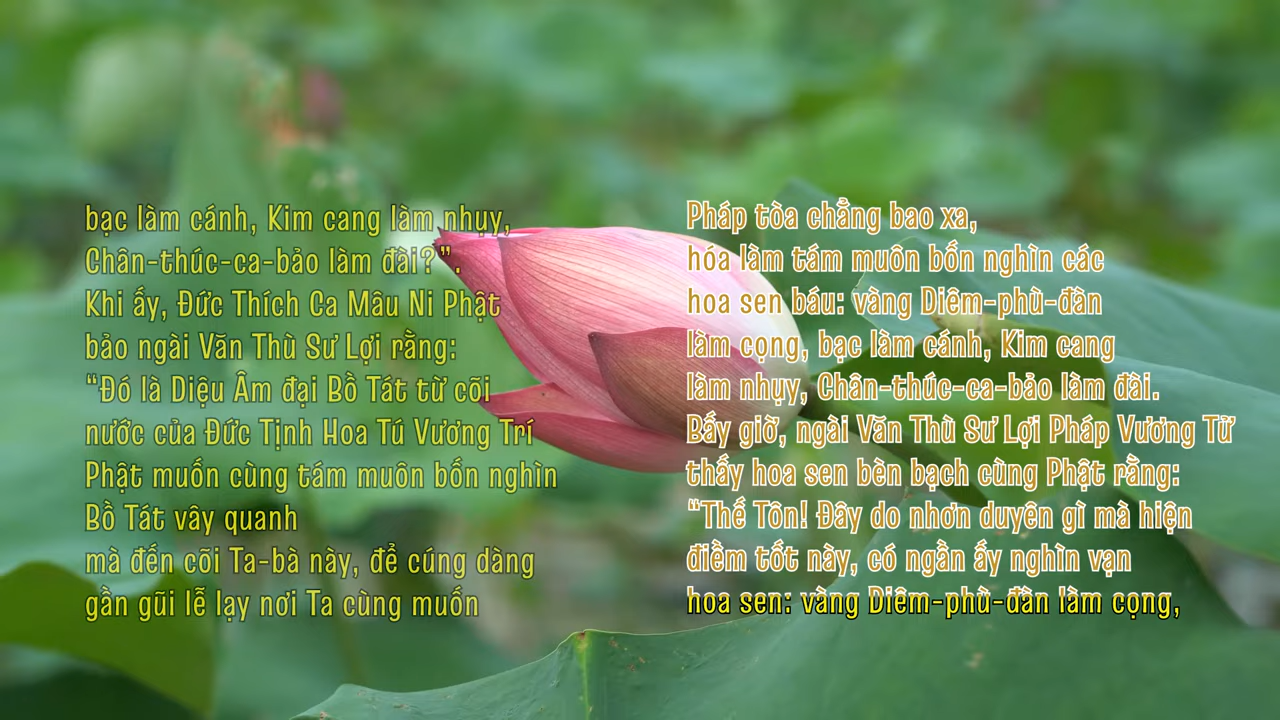 bạc làm cánh, Kim cang làm nhụy,
Chân-thúc-ca-bảo làm đài?”.
Khi ấy, Đức Thích Ca Mâu Ni Phật
bảo ngài Văn Thù Sư Lợi rằng:
“Đó là Diệu Âm đại Bồ Tát từ cõi
nước của Đức Tịnh Hoa Tú Vương Trí
Phật muốn cùng tám muôn bốn nghìn
Bồ Tát vây quanh
mà đến cõi Ta-bà này, để cúng dàng
gần gũi lễ lạy nơi Ta cùng muốn
Pháp tòa chẳng bao xa,
hóa làm tám muôn bốn nghìn các
hoa sen báu: vàng Diêm-phù-đàn
làm cọng, bạc làm cánh, Kim cang
làm nhụy, Chân-thúc-ca-bảo làm đài.
Bấy giờ, ngài Văn Thù Sư Lợi Pháp Vương Tử
thấy hoa sen bèn bạch cùng Phật rằng:
“Thế Tôn! Đây do nhơn duyên gì mà hiện
điềm tốt này, có ngần ấy nghìn vạn
hoa sen: vàng Diêm-phù-đàn làm cọng,